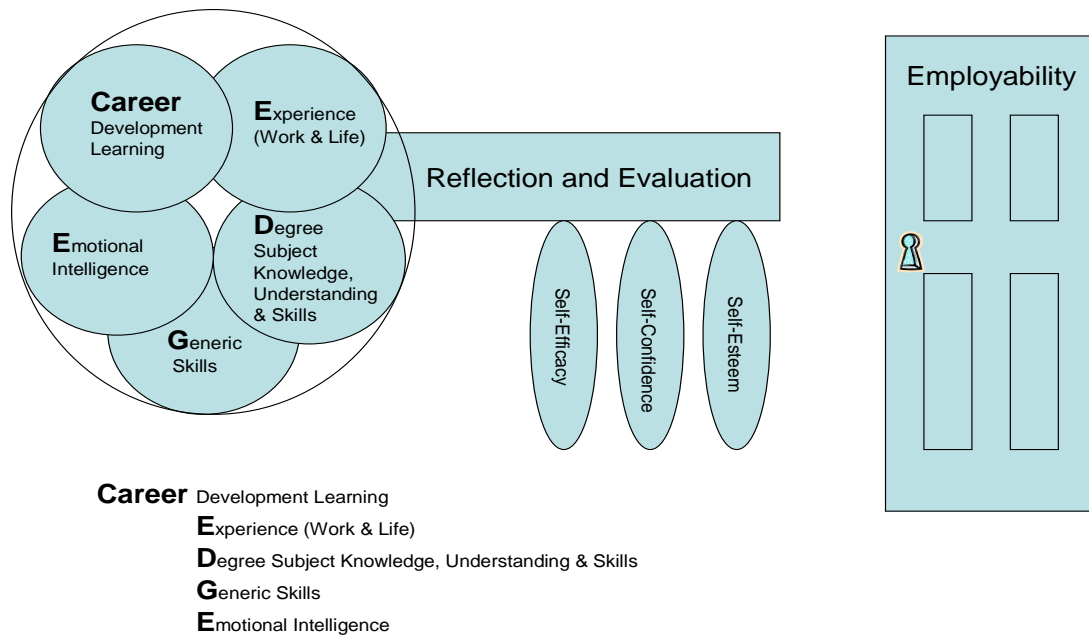 Career
Development
Learning
Experience
(Work & Life)
Emotional
Intelligence
Degree
Subject
Knowledge,
Understanding
& Skills
Generic
Skills
Reflection and Evaluation
Self-Efficacy
Self-Confidence
Self-Esteem
Employability
Career Development Learning
Experience (Work & Life)
Degree Subject Knowledge, Understanding & Skills
Generic Skills
Emotional Intelligence